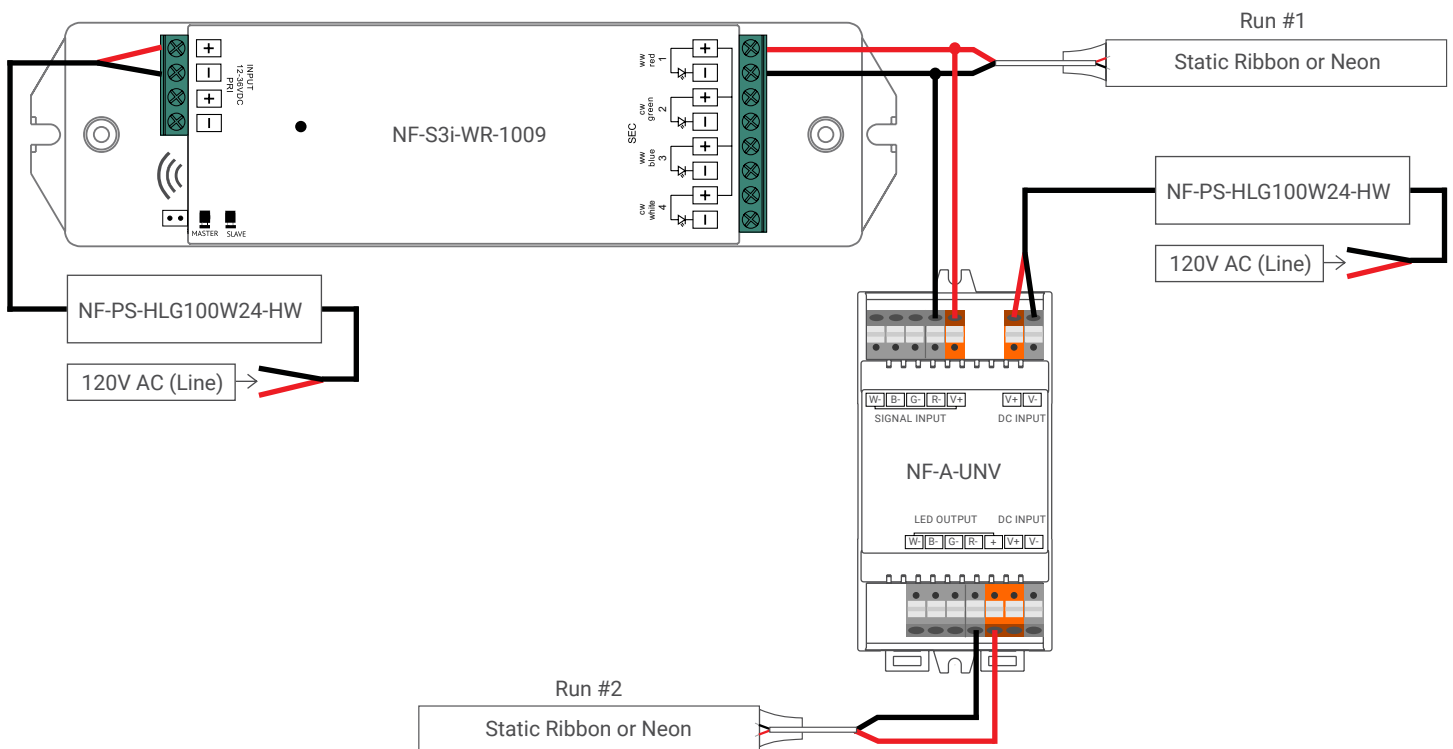 Run #1
Static Ribbon or Neon
+
−
+
−
INPUT
12-36VDC
PRI
NF-S3i-WR-1009
SEC
ww
red
1
+
−
cw
green
2
+
−
ww
blue
3
+
−
cw
white
4
+
−
MASTER SLAVE
NF-PS-HLG100W24-HW
120V AC (Line)
NF-PS-HLG100W24-HW
120V AC (Line)
W- B- G- R- V+ V+ V-
SIGNAL INPUT DC INPUT
NF-A-UNV
LED OUTPUT DC INPUT
W- B- G- R- + V+ V-
Run #2
Static Ribbon or Neon